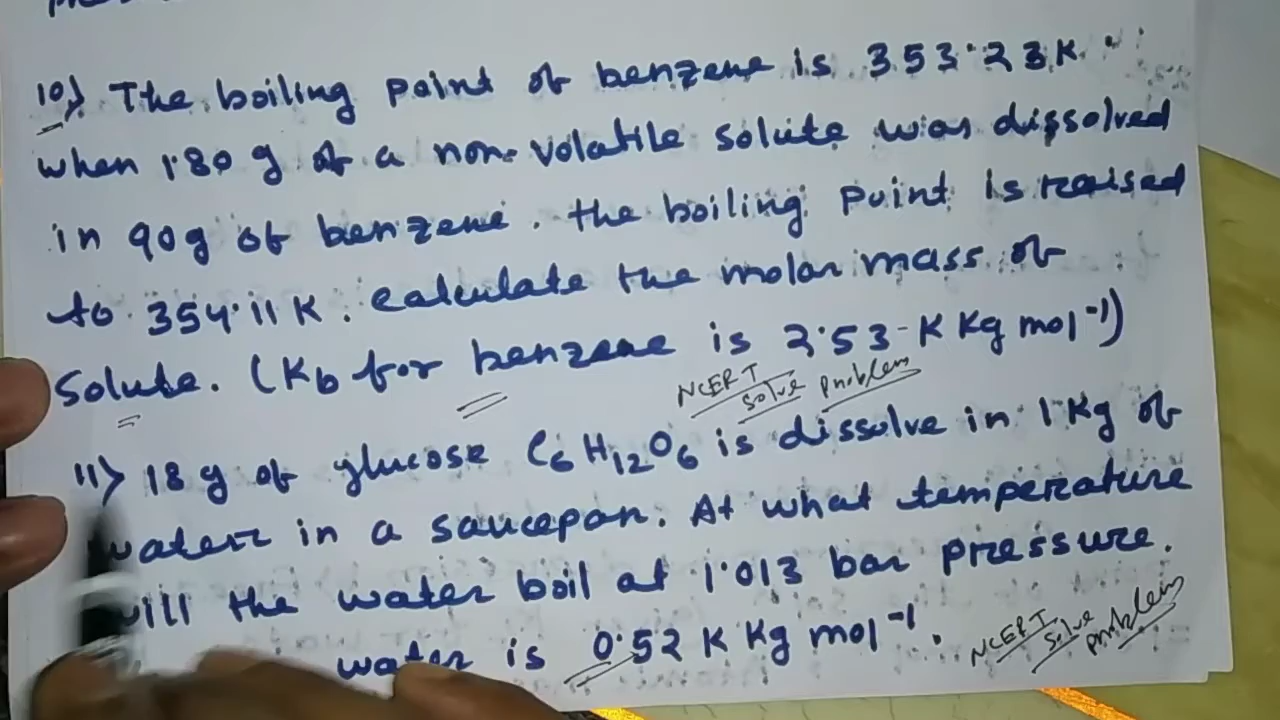 10) The boiling point of benzene is 353.23 K.
when 1.80 g of a non-volatile solute was dissolved
in 90g of benzene. the boiling point is raised
to 354.11 K. calculate the molar mass of
solute. (Kb for benzene is 2.53 K Kg mol-1)
NCERT
solve problem
11) 18 g of glucose C6H12O6 is dissolve in 1 Kg of
water in a saucepan. At what temperature
will the water boil at 1.013 bar pressure.
water is 0.52 K Kg mol-1.
NCERT
solve
problem